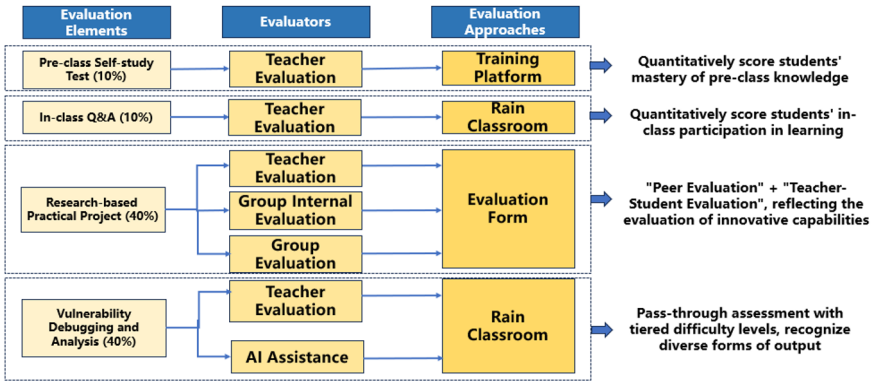 Evaluation
Elements
Evaluators
Evaluation
Approaches
Pre-class Self-study
Test (10%)
Teacher
Evaluation
Training
Platform
Quantitatively score students'
mastery of pre-class knowledge
In-class Q&A (10%)
Teacher
Evaluation
Rain
Classroom
Quantitatively score students' in-
class participation in learning
Research-based
Practical Project (40%)
Teacher
Evaluation
Group Internal
Evaluation
Group
Evaluation
Evaluation
Form
"Peer Evaluation" + "Teacher-
Student Evaluation", reflecting the
evaluation of innovative capabilities
Vulnerability
Debugging and
Analysis (40%)
Teacher
Evaluation
AI Assistance
Rain
Classroom
Pass-through assessment with
tiered difficulty levels, recognize
diverse forms of output